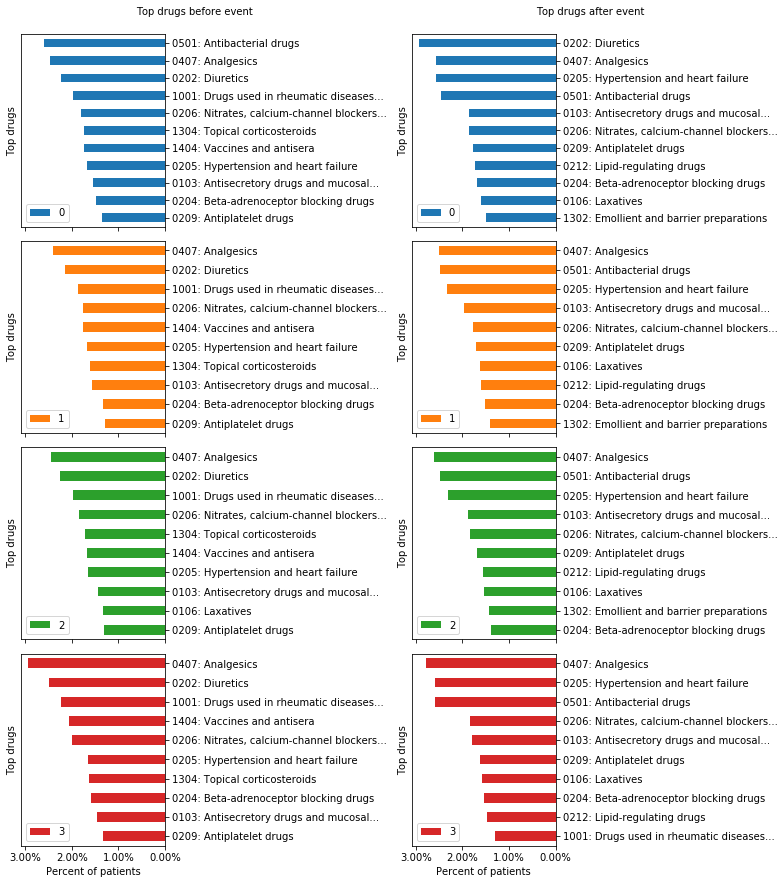 Top drugs before event
Top drugs
0501: Antibacterial drugs
0407: Analgesics
0202: Diuretics
1001: Drugs used in rheumatic diseases...
0206: Nitrates, calcium-channel blockers...
1304: Topical corticosteroids
1404: Vaccines and antisera
0205: Hypertension and heart failure
0103: Antisecretory drugs and mucosal...
0204: Beta-adrenoceptor blocking drugs
0209: Antiplatelet drugs
0
Top drugs
0407: Analgesics
0202: Diuretics
1001: Drugs used in rheumatic diseases...
0206: Nitrates, calcium-channel blockers...
1404: Vaccines and antisera
0205: Hypertension and heart failure
1304: Topical corticosteroids
0103: Antisecretory drugs and mucosal...
0204: Beta-adrenoceptor blocking drugs
0209: Antiplatelet drugs
1
Top drugs
0407: Analgesics
0202: Diuretics
1001: Drugs used in rheumatic diseases...
0206: Nitrates, calcium-channel blockers...
1304: Topical corticosteroids
1404: Vaccines and antisera
0205: Hypertension and heart failure
0103: Antisecretory drugs and mucosal...
0106: Laxatives
0209: Antiplatelet drugs
2
Top drugs
0407: Analgesics
0202: Diuretics
1001: Drugs used in rheumatic diseases...
1404: Vaccines and antisera
0206: Nitrates, calcium-channel blockers...
0205: Hypertension and heart failure
1304: Topical corticosteroids
0204: Beta-adrenoceptor blocking drugs
0103: Antisecretory drugs and mucosal...
0209: Antiplatelet drugs
3
3.00% 2.00% 1.00% 0.00%
Percent of patients
Top drugs after event
Top drugs
0202: Diuretics
0407: Analgesics
0205: Hypertension and heart failure
0501: Antibacterial drugs
0103: Antisecretory drugs and mucosal...
0206: Nitrates, calcium-channel blockers...
0209: Antiplatelet drugs
0212: Lipid-regulating drugs
0204: Beta-adrenoceptor blocking drugs
0106: Laxatives
1302: Emollient and barrier preparations
0
Top drugs
0407: Analgesics
0501: Antibacterial drugs
0205: Hypertension and heart failure
0103: Antisecretory drugs and mucosal...
0206: Nitrates, calcium-channel blockers...
0209: Antiplatelet drugs
0106: Laxatives
0212: Lipid-regulating drugs
0204: Beta-adrenoceptor blocking drugs
1302: Emollient and barrier preparations
1
Top drugs
0407: Analgesics
0501: Antibacterial drugs
0205: Hypertension and heart failure
0103: Antisecretory drugs and mucosal...
0206: Nitrates, calcium-channel blockers...
0209: Antiplatelet drugs
0212: Lipid-regulating drugs
0106: Laxatives
1302: Emollient and barrier preparations
0204: Beta-adrenoceptor blocking drugs
2
Top drugs
0407: Analgesics
0205: Hypertension and heart failure
0501: Antibacterial drugs
0206: Nitrates, calcium-channel blockers...
0103: Antisecretory drugs and mucosal...
0209: Antiplatelet drugs
0106: Laxatives
0204: Beta-adrenoceptor blocking drugs
0212: Lipid-regulating drugs
1001: Drugs used in rheumatic diseases...
3
3.00% 2.00% 1.00% 0.00%
Percent of patients